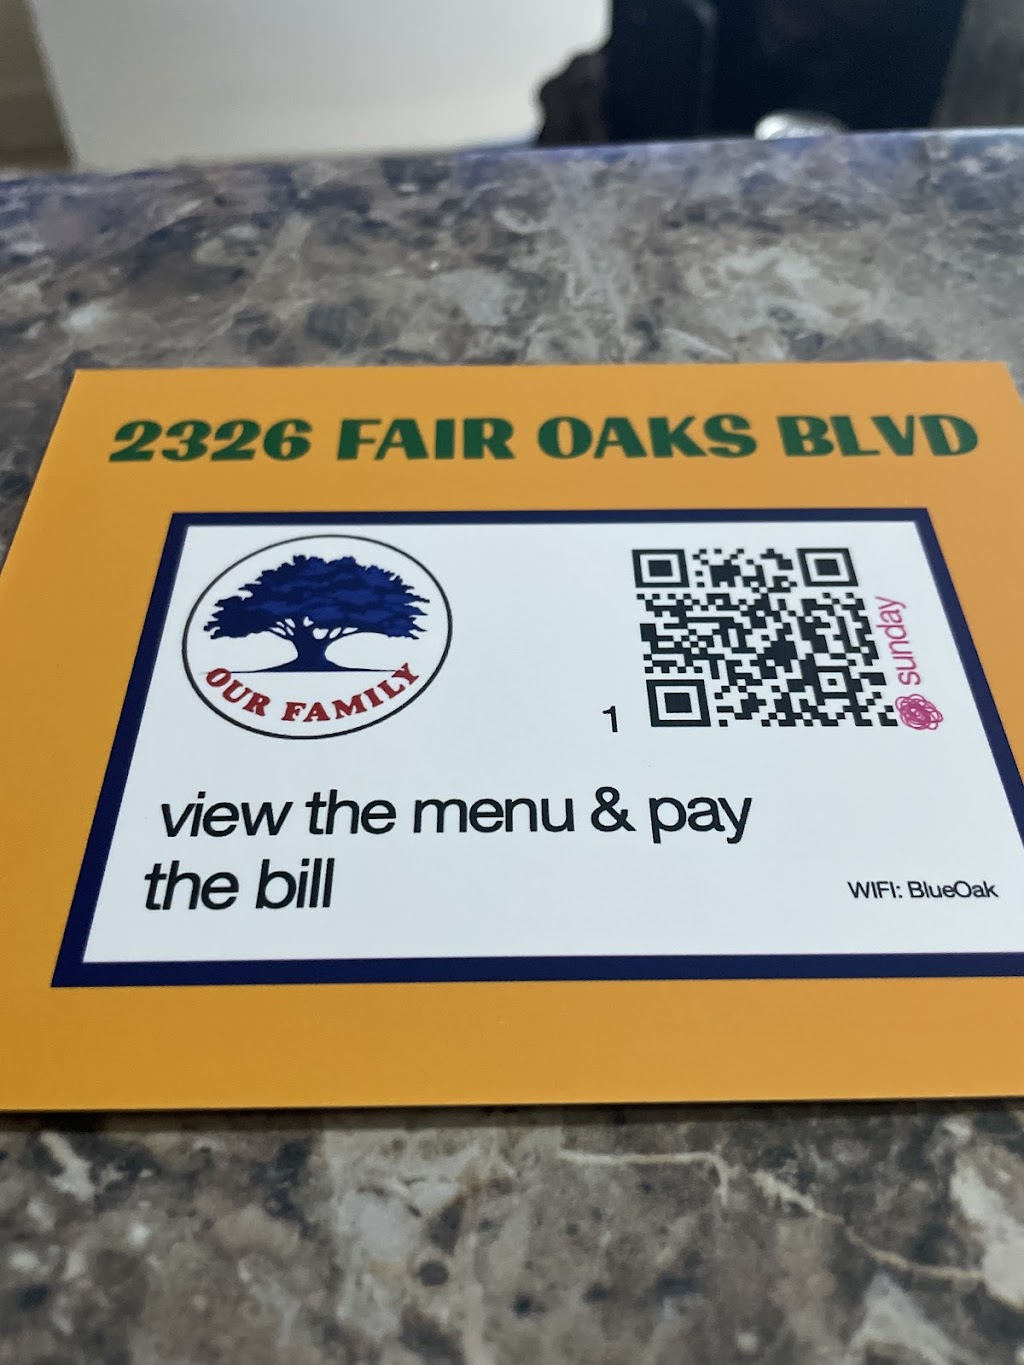 2326 FAIR OAKS BLVD
OUR FAMILY
sunday
1
view the menu & pay
the bill
WIFI: BlueOak